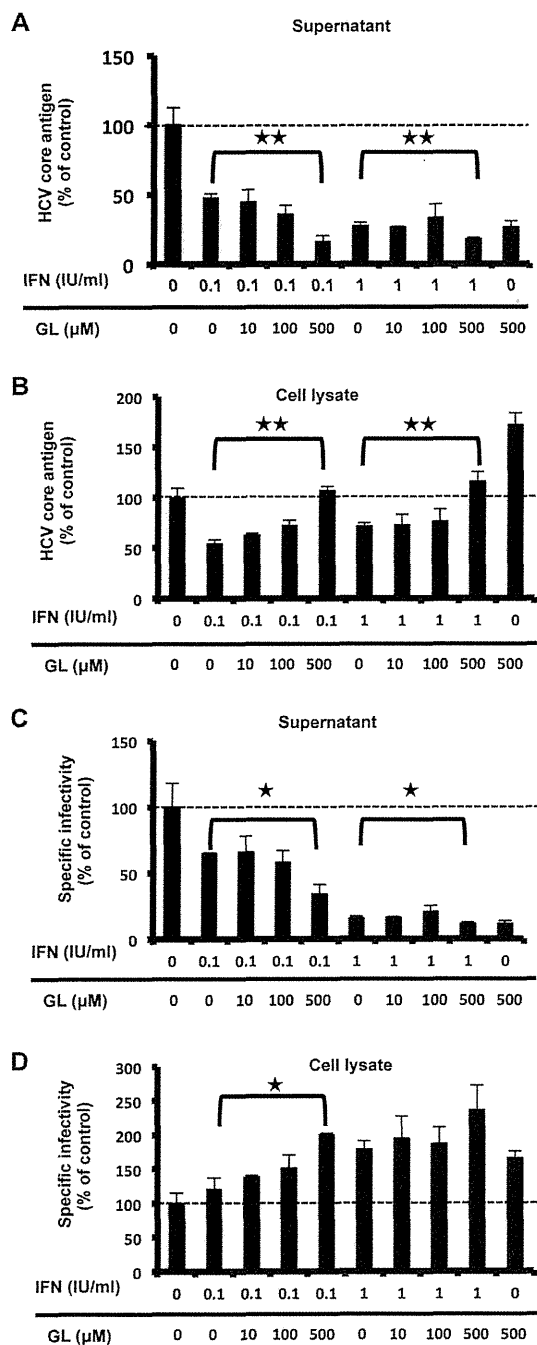 A
Supernatant
HCV core antigen
(% of control)
150
100
50
0
★★ ★★
IFN (IU/ml) 0 0.1 0.1 0.1 0.1 1 1 1 1 0
GL (μM) 0 0 10 100 500 0 10 100 500 500
B
Cell lysate
HCV core antigen
(% of control)
200
150
100
50
0
★★ ★★
IFN (IU/ml) 0 0.1 0.1 0.1 0.1 1 1 1 1 0
GL (μM) 0 0 10 100 500 0 10 100 500 500
C
Supernatant
Specific infectivity
(% of control)
150
100
50
0
★ ★
IFN (IU/ml) 0 0.1 0.1 0.1 0.1 1 1 1 1 0
GL (μM) 0 0 10 100 500 0 10 100 500 500
D
Cell lysate
Specific infectivity
(% of control)
300
250
200
150
100
50
0
★
IFN (IU/ml) 0 0.1 0.1 0.1 0.1 1 1 1 1 0
GL (μM) 0 0 10 100 500 0 10 100 500 500